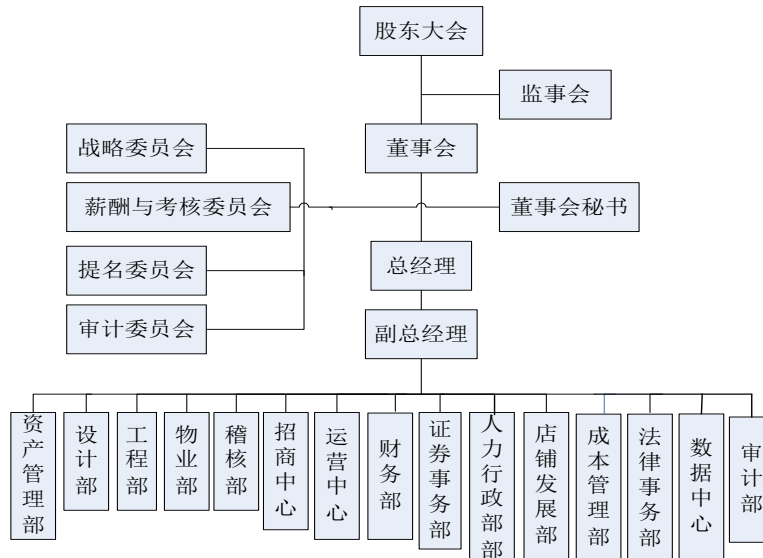 股东大会
监事会
战略委员会
董事会
薪酬与考核委员会
董事会秘书
提名委员会
总经理
审计委员会
副总经理
资产管理部
设计部
工程部
物业部
稽核部
招商中心
运营中心
财务部
证券事务部
人力行政部部
店铺发展部
成本管理部
法律事务部
数据中心
审计部